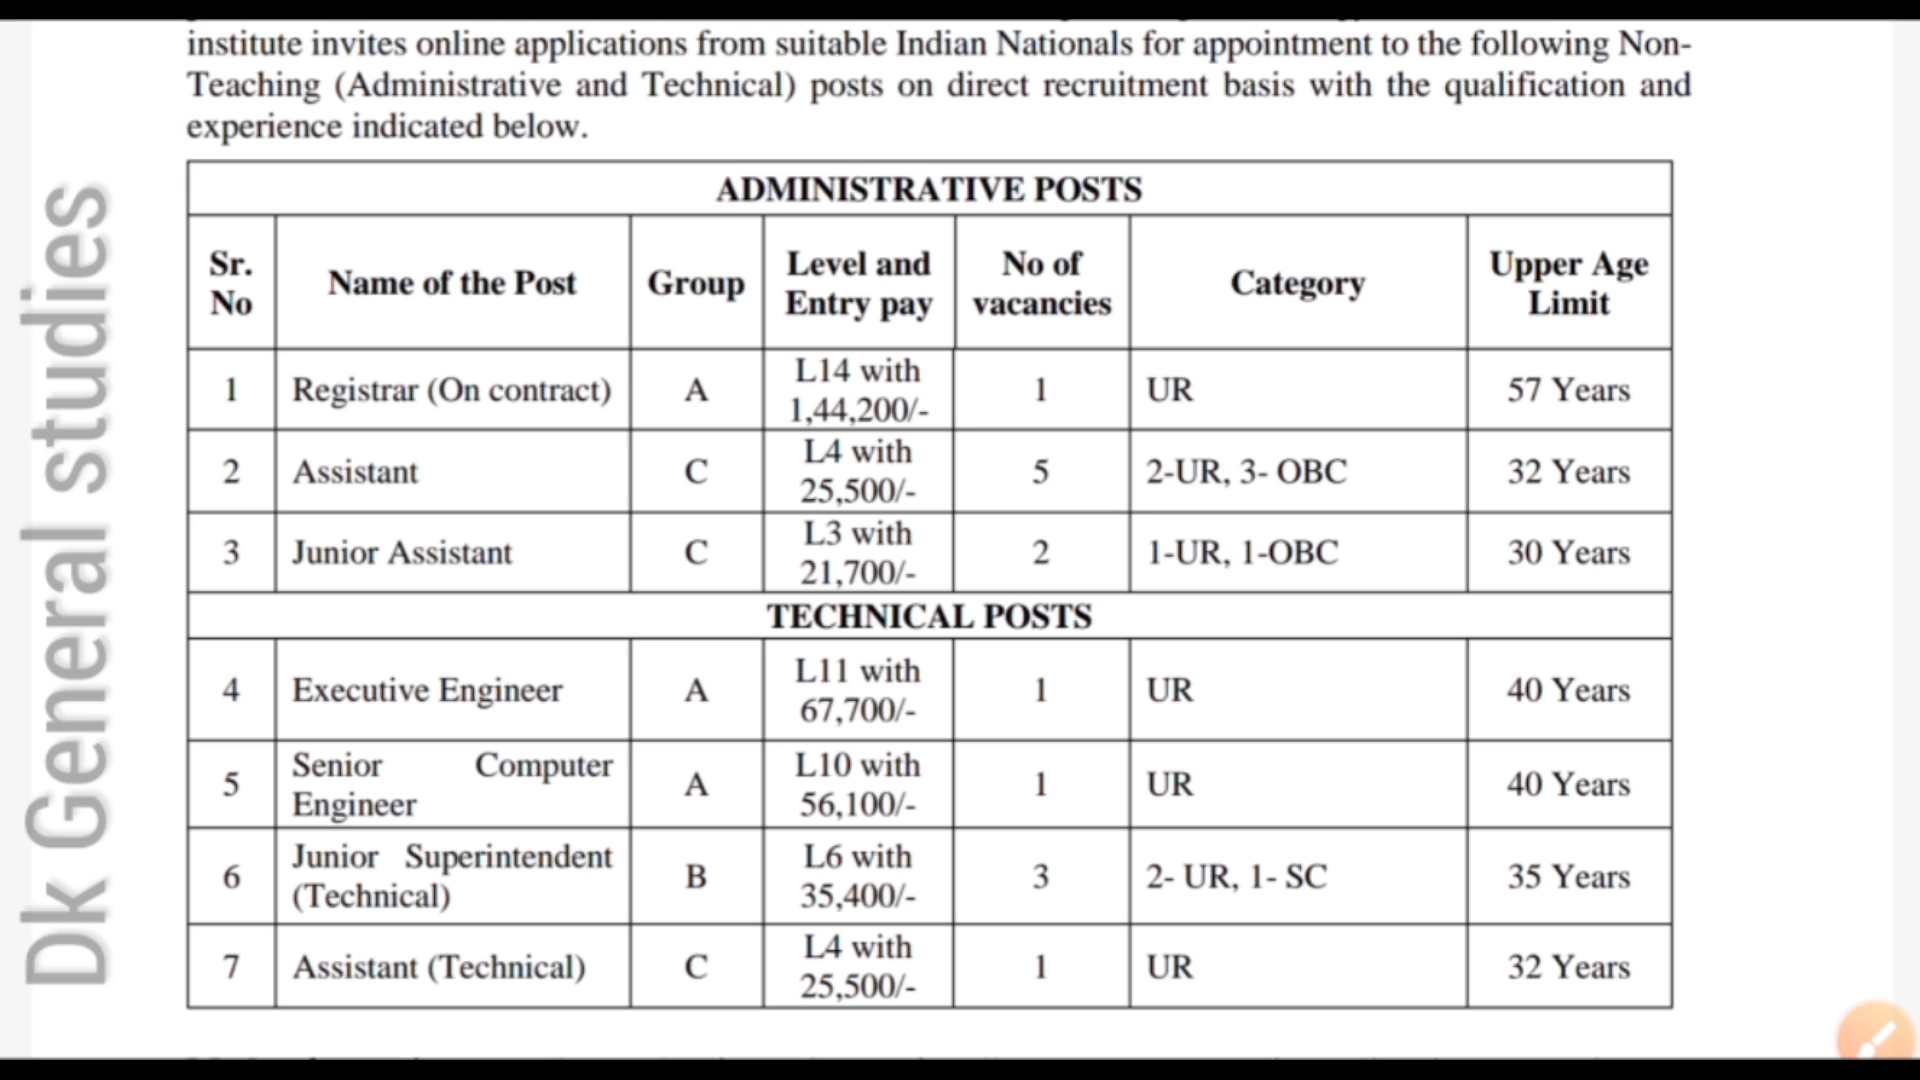 institute invites online applications from suitable Indian Nationals for appointment to the following Non-
Teaching (Administrative and Technical) posts on direct recruitment basis with the qualification and
experience indicated below.
ADMINISTRATIVE POSTS
Sr. No Name of the Post Group Level and Entry pay No of vacancies Category Upper Age Limit
1 Registrar (On contract) A L14 with 1,44,200/- 1 UR 57 Years
2 Assistant C L4 with 25,500/- 5 2-UR, 3- OBC 32 Years
3 Junior Assistant C L3 with 21,700/- 2 1-UR, 1-OBC 30 Years
TECHNICAL POSTS
4 Executive Engineer A L11 with 67,700/- 1 UR 40 Years
5 Senior Computer Engineer A L10 with 56,100/- 1 UR 40 Years
6 Junior Superintendent (Technical) B L6 with 35,400/- 3 2- UR, 1- SC 35 Years
7 Assistant (Technical) C L4 with 25,500/- 1 UR 32 Years
Dk General studies